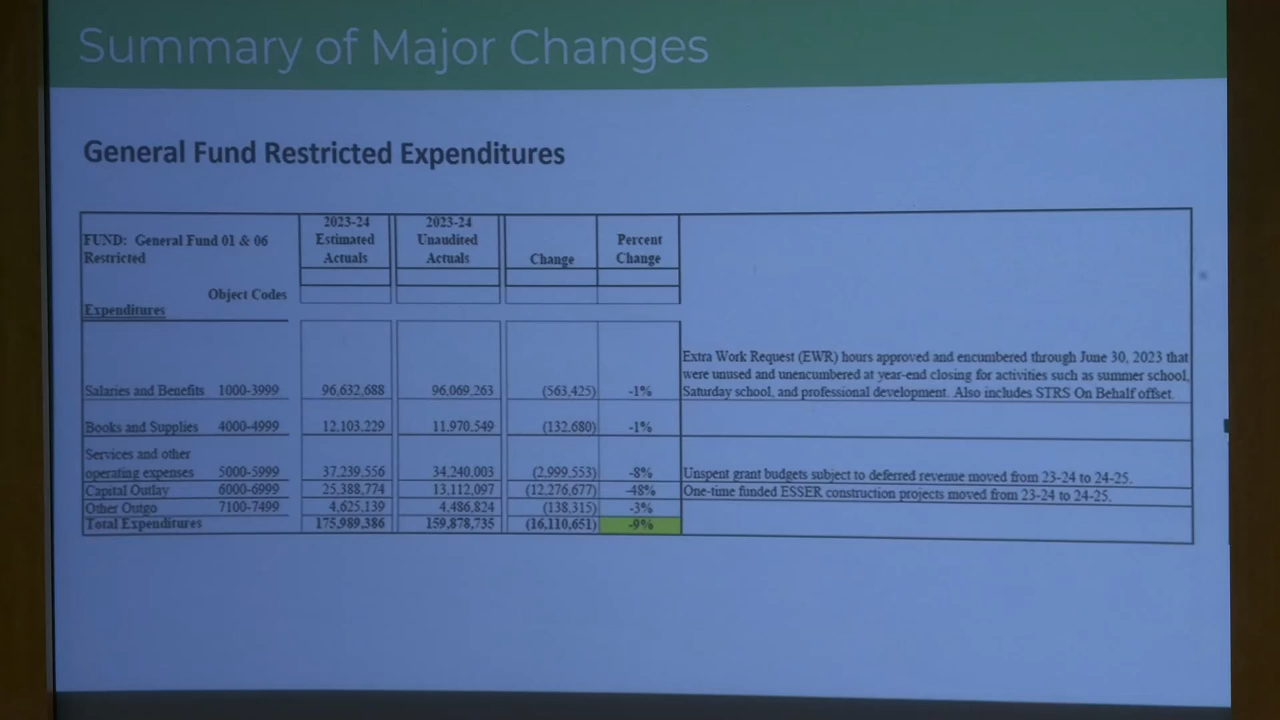 Summary of Major Changes
General Fund Restricted Expenditures
FUND: General Fund 01 & 06
Restricted
2023-24
Estimated
Actuals
2023-24
Unaudited
Actuals
Change
Percent
Change
Object Codes
Expenditures
Extra Work Request (EWR) hours approved and encumbered through June 30, 2023 that
were unused and unencumbered at year-end closing for activities such as summer school,
Salaries and Benefits 1000-3999 96,632,688 96,069,263 (563,425) -1% Saturday school, and professional development. Also includes STRS On Behalf offset.
Books and Supplies 4000-4999 12,103,229 11,970,549 (132,680) -1%
Services and other
operating expenses 5000-5999 37,239,556 34,240,003 (2,999,553) -8% Unspent grant budgets subject to deferred revenue moved from 23-24 to 24-25.
Capital Outlay 6000-6999 25,388,774 13,112,097 (12,276,677) -48% One-time funded ESSER construction projects moved from 23-24 to 24-25.
Other Outgo 7100-7499 4,625,139 4,486,824 (138,315) -3%
Total Expenditures 175,989,386 159,878,735 (16,110,651) -9%